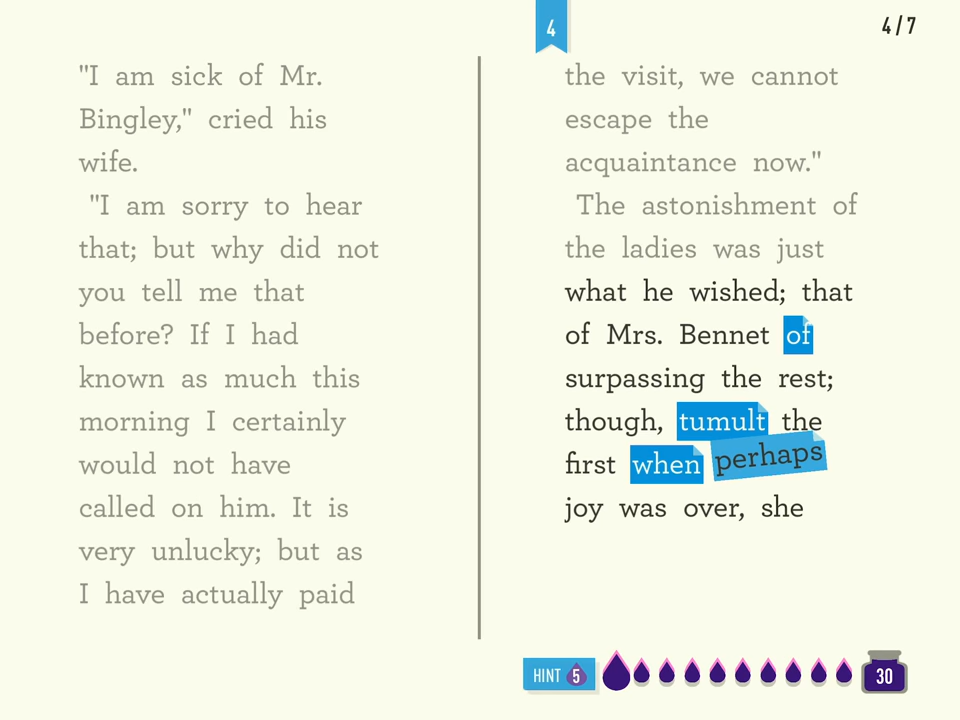 4
4/7
"I am sick of Mr.
Bingley," cried his
wife.
"I am sorry to hear
that; but why did not
you tell me that
before? If I had
known as much this
morning I certainly
would not have
called on him. It is
very unlucky; but as
I have actually paid
the visit, we cannot
escape the
acquaintance now."
The astonishment of
the ladies was just
what he wished; that
of Mrs. Bennet of
surpassing the rest;
though, tumult the
first when perhaps
joy was over, she
HINT 5
30